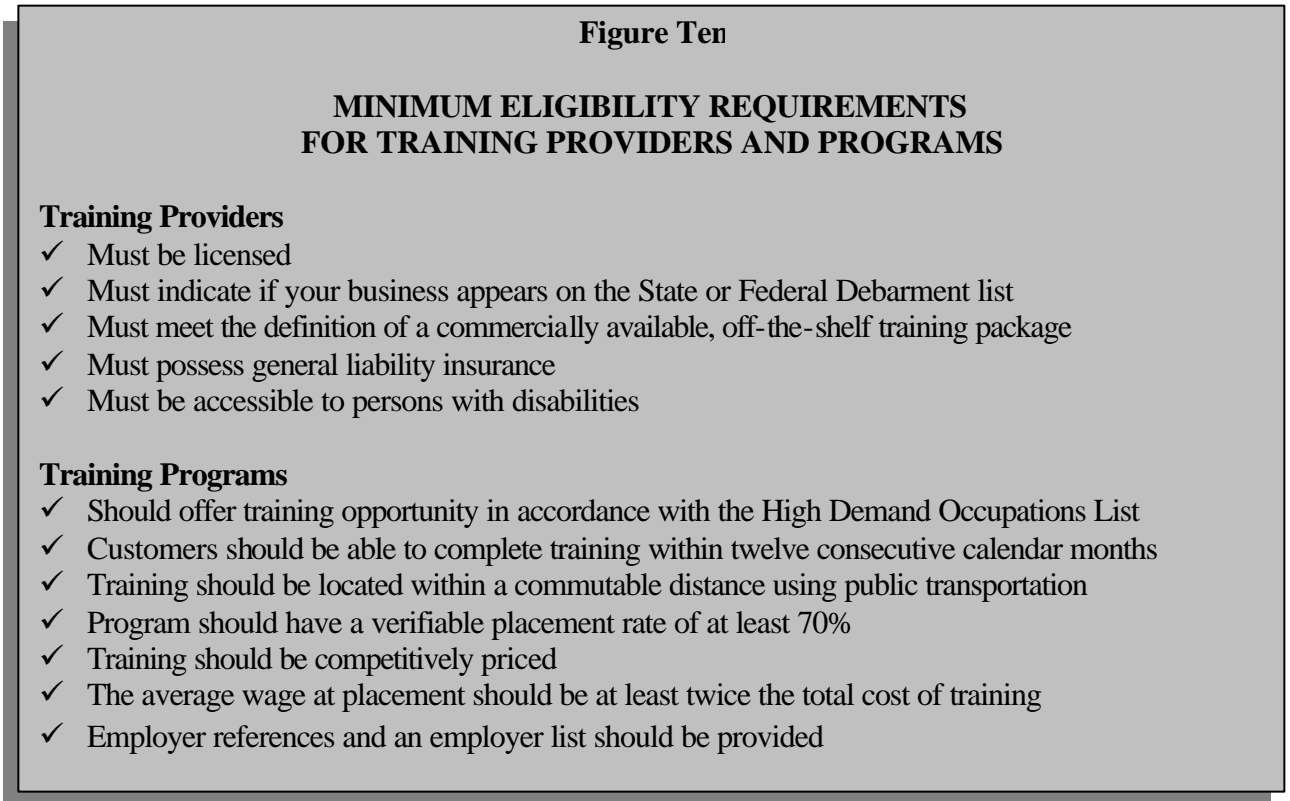 Figure Ten
MINIMUM ELIGIBILITY REQUIREMENTS
FOR TRAINING PROVIDERS AND PROGRAMS
Training Providers
✓ Must be licensed
✓ Must indicate if your business appears on the State or Federal Debarment list
✓ Must meet the definition of a commercially available, off-the-shelf training package
✓ Must possess general liability insurance
✓ Must be accessible to persons with disabilities
Training Programs
✓ Should offer training opportunity in accordance with the High Demand Occupations List
✓ Customers should be able to complete training within twelve consecutive calendar months
✓ Training should be located within a commutable distance using public transportation
✓ Program should have a verifiable placement rate of at least 70%
✓ Training should be competitively priced
✓ The average wage at placement should be at least twice the total cost of training
✓ Employer references and an employer list should be provided